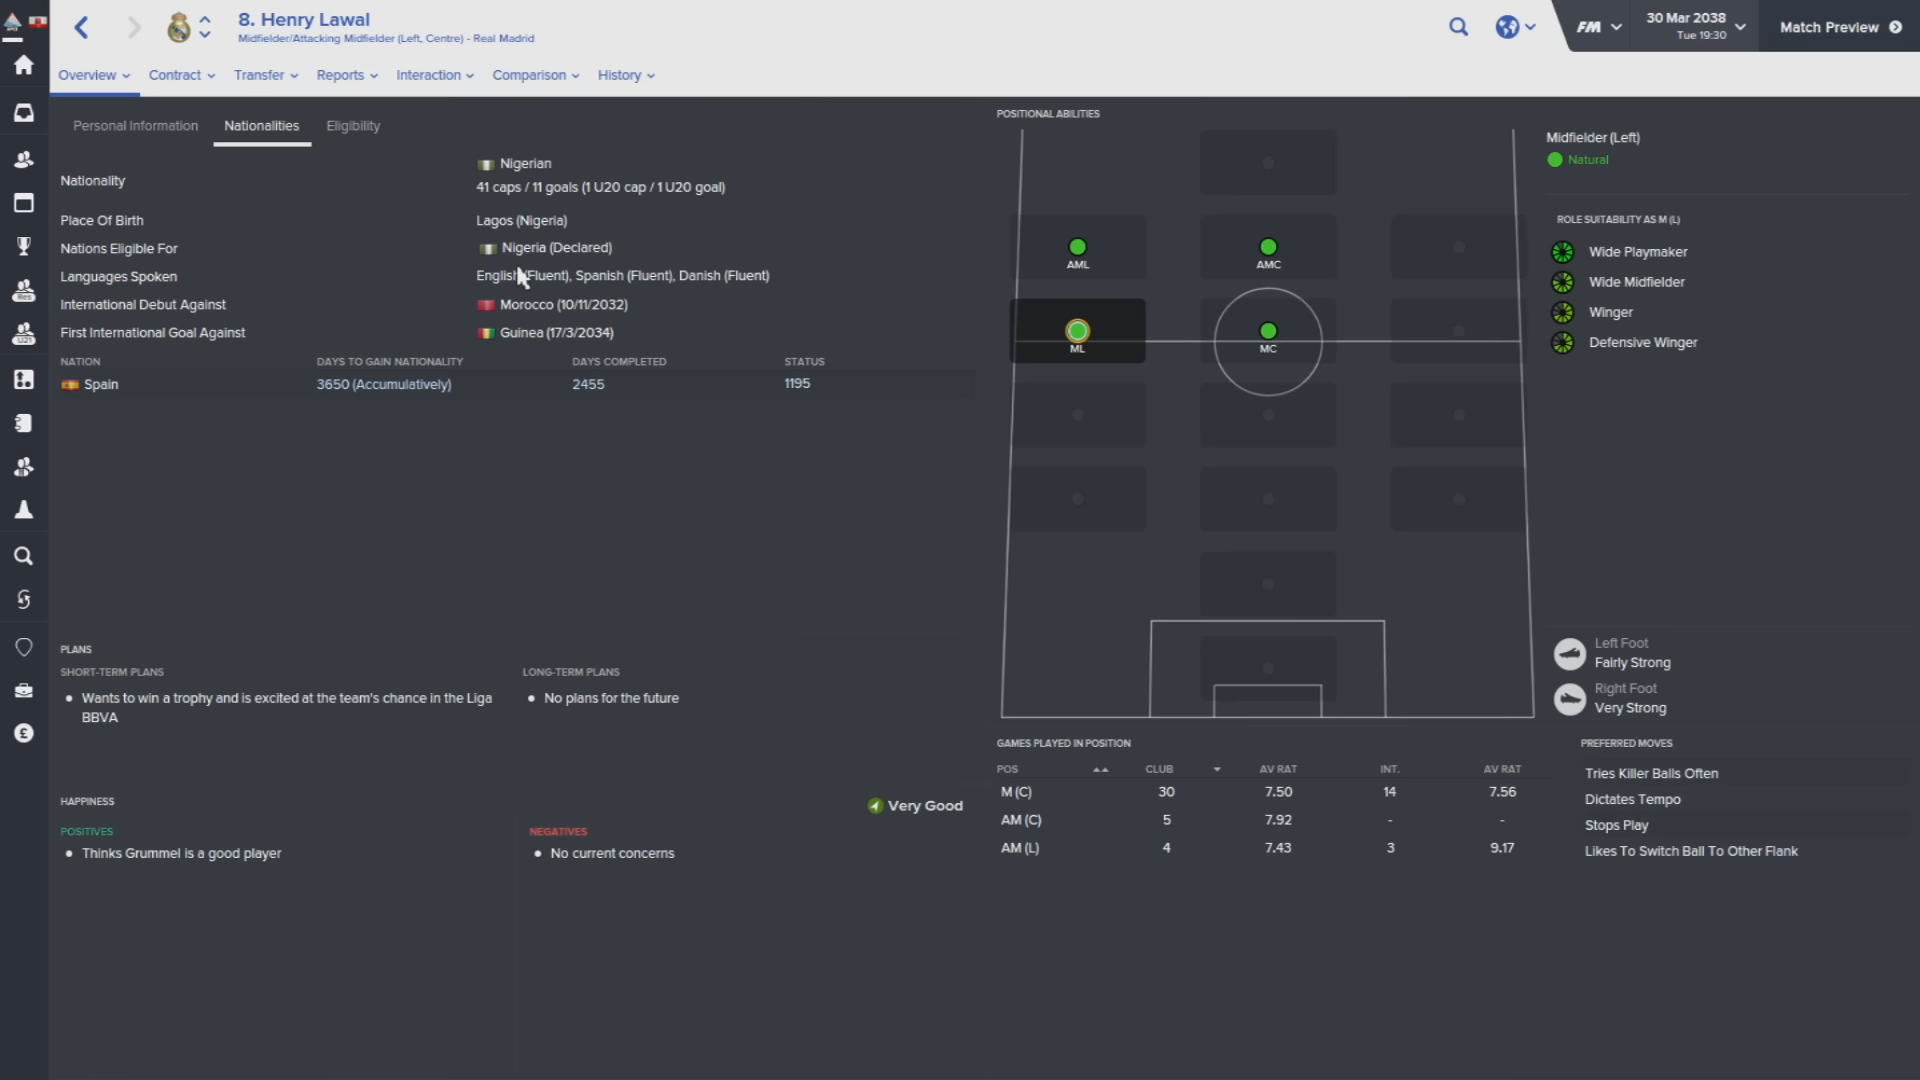 8. Henry Lawal
Midfielder/Attacking Midfielder (Left, Centre) - Real Madrid
FM
30 Mar 2038
Tue 19:30
Match Preview
Overview
Contract
Transfer
Reports
Interaction
Comparison
History
Personal Information
Nationalities
Eligibility
Nationality
Nigerian
41 caps / 11 goals (1 U20 cap / 1 U20 goal)
Place Of Birth
Lagos (Nigeria)
Nations Eligible For
Nigeria (Declared)
Languages Spoken
English (Fluent), Spanish (Fluent), Danish (Fluent)
International Debut Against
Morocco (10/11/2032)
First International Goal Against
Guinea (17/3/2034)
NATION DAYS TO GAIN NATIONALITY DAYS COMPLETED STATUS
Spain 3650 (Accumulatively) 2455 1195
PLANS
SHORT-TERM PLANS
Wants to win a trophy and is excited at the team's chance in the Liga
BBVA
LONG-TERM PLANS
No plans for the future
HAPPINESS
Very Good
POSITIVES
Thinks Grummel is a good player
NEGATIVES
No current concerns
POSITIONAL ABILITIES
AML
AMC
ML
MC
Midfielder (Left)
Natural
ROLE SUITABILITY AS M (L)
Wide Playmaker
Wide Midfielder
Winger
Defensive Winger
Left Foot
Fairly Strong
Right Foot
Very Strong
GAMES PLAYED IN POSITION
POS CLUB AV RAT INT. AV RAT
M (C) 30 7.50 14 7.56
AM (C) 5 7.92 - -
AM (L) 4 7.43 3 9.17
PREFERRED MOVES
Tries Killer Balls Often
Dictates Tempo
Stops Play
Likes To Switch Ball To Other Flank
Res
U21